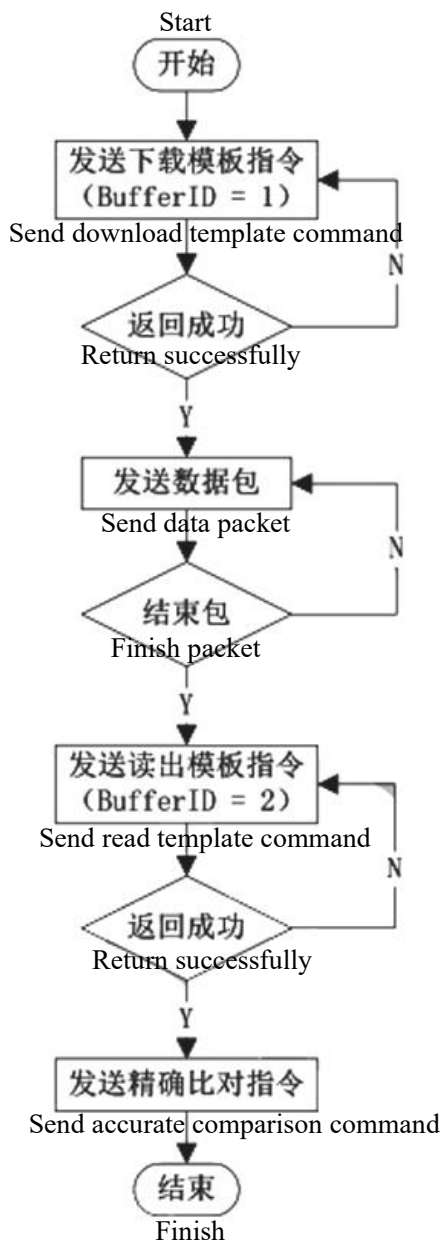 Start
开始
发送下载模板指令
(BufferID = 1)
Send download template command
N
返回成功
Return successfully
Y
发送数据包
Send data packet
N
结束包
Finish packet
Y
发送读出模板指令
(BufferID = 2)
Send read template command
N
返回成功
Return successfully
Y
发送精确比对指令
Send accurate comparison command
结束
Finish